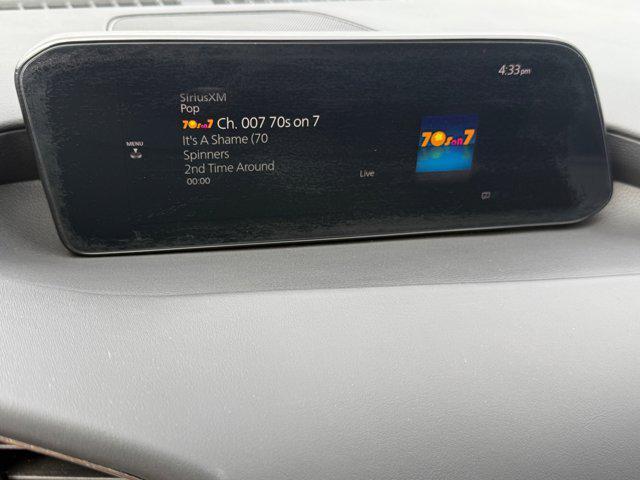 4:33pm
SiriusXM
Pop
70s on 7 Ch. 007 70s on 7
It's A Shame (70
Spinners
2nd Time Around
00:00
Live
MENU
70s on 7